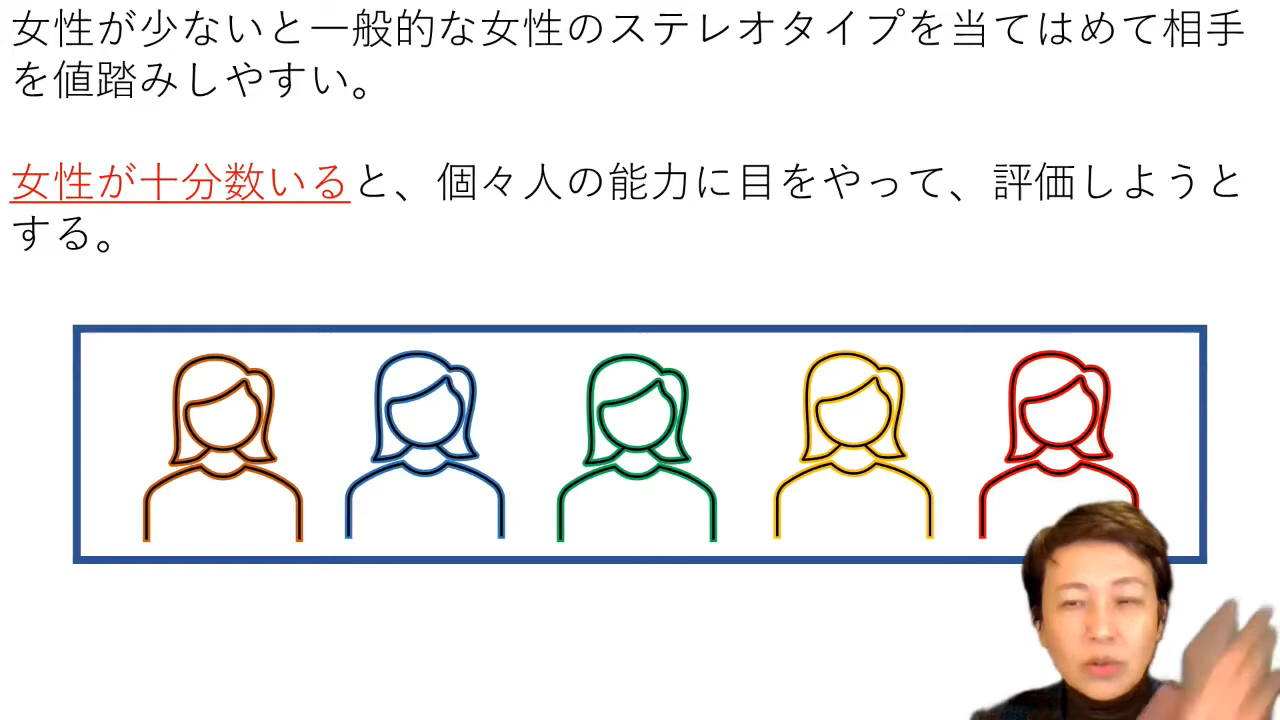 女性が少ないと一般的な女性のステレオタイプを当てはめて相手
を値踏みしやすい。
女性が十分数いると、個々人の能力に目をやって、評価しようと
する。